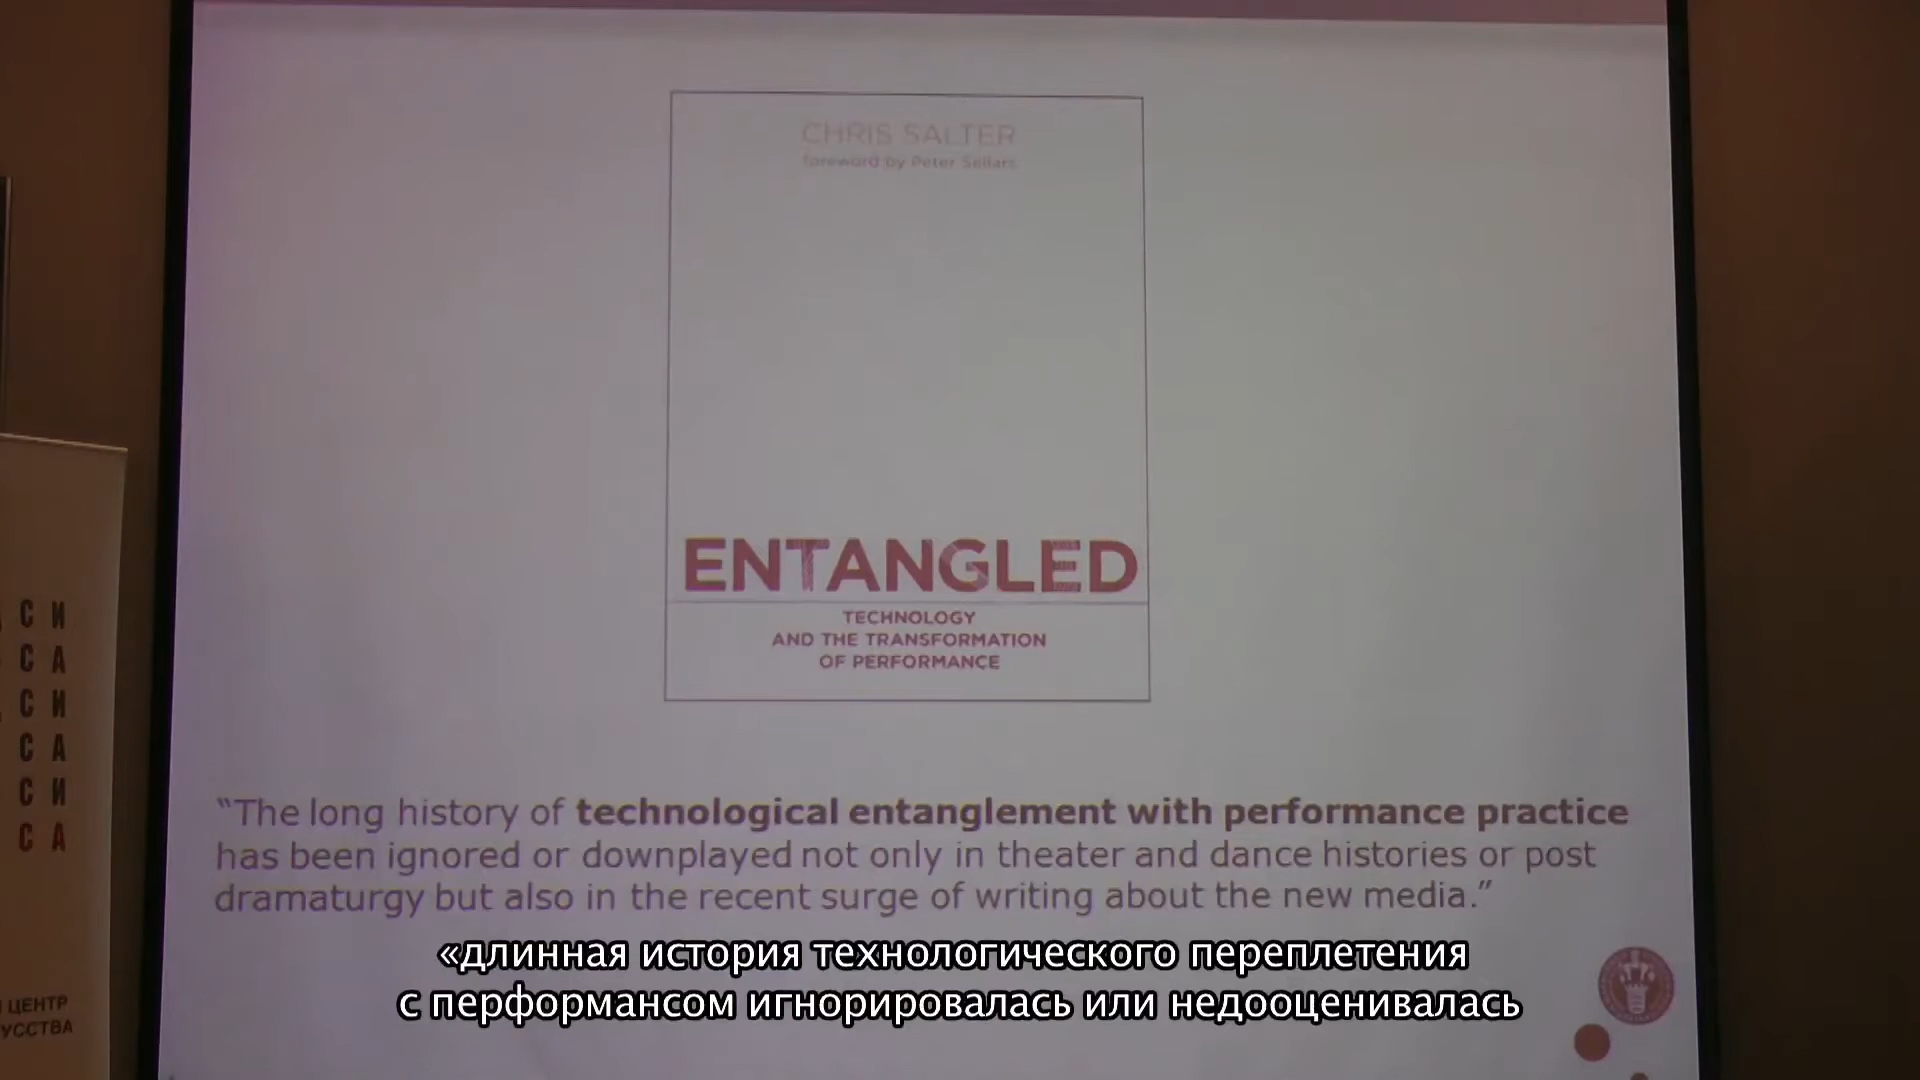 CHRIS SALTER
foreword by Peter Sellars
ENTANGLED
TECHNOLOGY
AND THE TRANSFORMATION
OF PERFORMANCE
“The long history of technological entanglement with performance practice
has been ignored or downplayed not only in theater and dance histories or post
dramaturgy but also in the recent surge of writing about the new media.”
«длинная история технологического переплетения
с перформансом игнорировалась или недооценивалась
С И
С А
С И
С А
С И
С А
ЦЕНТР